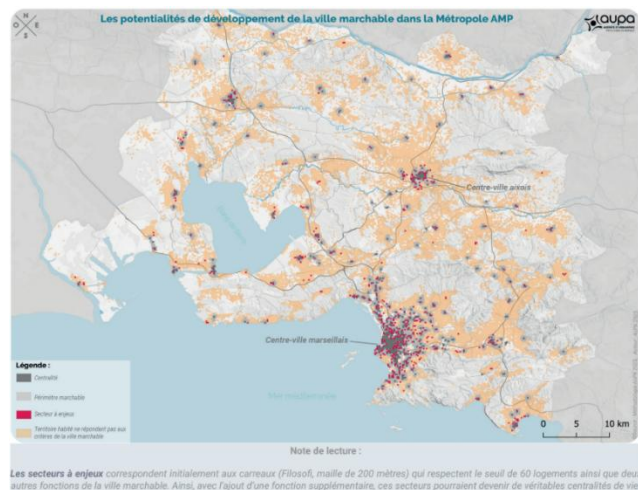 Les potentialités de développement de la ville marchable dans la Métropole AMP
N
O E
S
aupa
Centre-ville aixois
Centre-ville marseillais
Mer méditerranée
Légende :
Centralité
Périmètre marchable
Secteur à enjeux
Territoire habité ne répondant pas aux
critères de la ville marchable
0 5 10 km
Note de lecture :
Les secteurs à enjeux correspondent initialement aux carreaux (Filosofi, maille de 200 mètres) qui respectent le seuil de 60 logements ainsi que deux
autres fonctions de la ville marchable. Ainsi, avec l'ajout d'une fonction supplémentaire, ces secteurs pourraient devenir de véritables centralités de vie